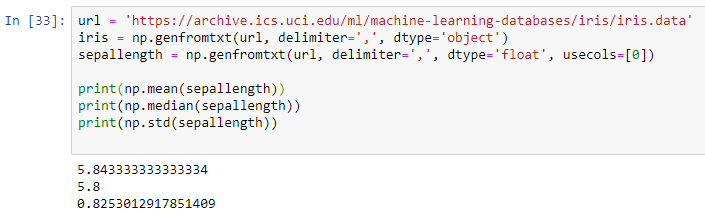 In [33]: url = 'https://archive.ics.uci.edu/ml/machine-learning-databases/iris/iris.data'
iris = np.genfromtxt(url, delimiter=',', dtype='object')
sepallength = np.genfromtxt(url, delimiter=',', dtype='float', usecols=[0])
print(np.mean(sepallength))
print(np.median(sepallength))
print(np.std(sepallength))
5.843333333333334
5.8
0.8253012917851409